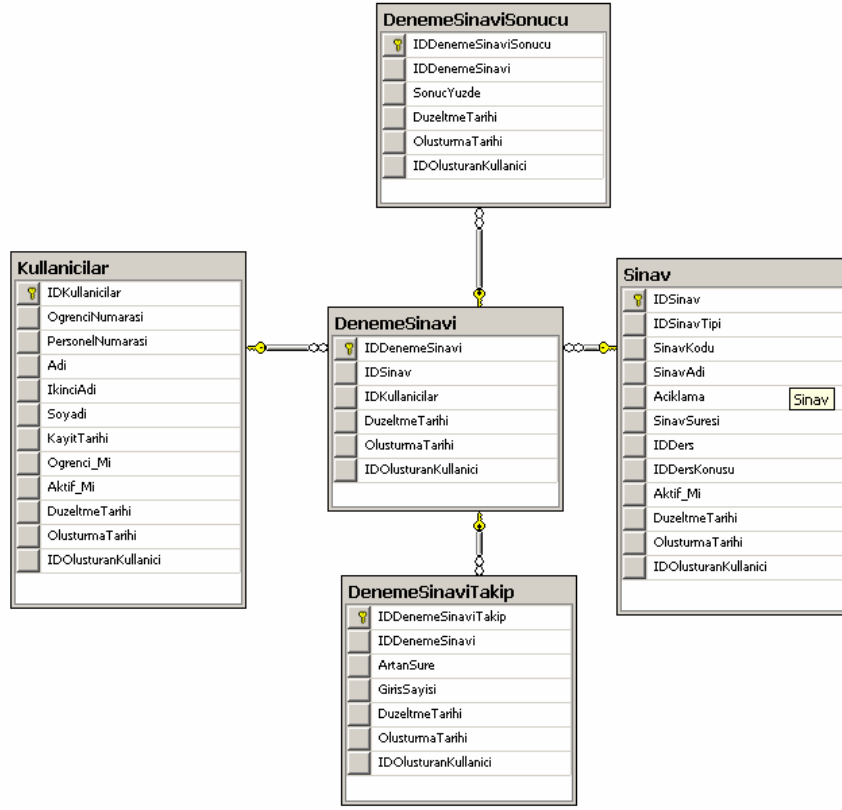 DenemeSinaviSonucu
IDDenemeSinaviSonucu
IDDenemeSinavi
SonucYuzde
DuzeltmeTarihi
OlusturmaTarihi
IDOlusturanKullanici
Kullanicilar
IDKullanicilar
OgrenciNumarasi
PersonelNumarasi
Adi
IkinciAdi
Soyadi
KayitTarihi
Ogrenci_Mi
Aktif_Mi
DuzeltmeTarihi
OlusturmaTarihi
IDOlusturanKullanici
DenemeSinavi
IDDenemeSinavi
IDSinav
IDKullanicilar
DuzeltmeTarihi
OlusturmaTarihi
IDOlusturanKullanici
Sinav
IDSinav
IDSinavTipi
SinavKodu
SinavAdi
Aciklama
Sinav
SinavSuresi
IDDers
IDDersKonusu
Aktif_Mi
DuzeltmeTarihi
OlusturmaTarihi
IDOlusturanKullanici
DenemeSinaviTakip
IDDenemeSinaviTakip
IDDenemeSinavi
ArtanSure
GirisSayisi
DuzeltmeTarihi
OlusturmaTarihi
IDOlusturanKullanici